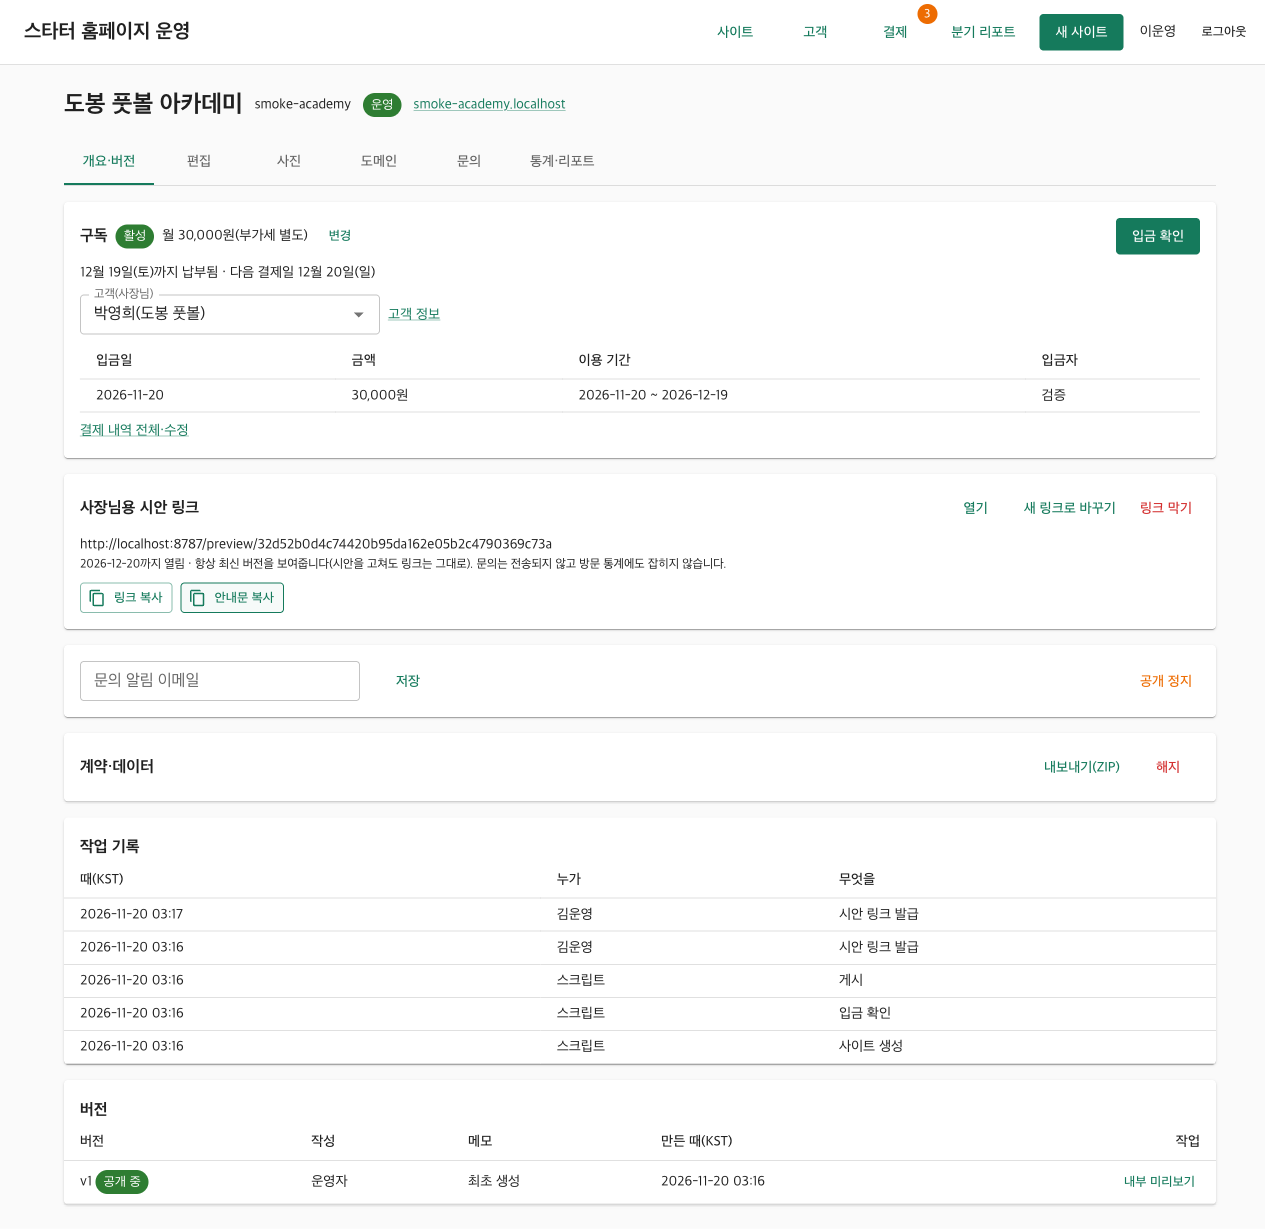 스타터 홈페이지 운영
사이트 고객 결제 3 분기 리포트 새 사이트 이운영 로그아웃
도봉 풋볼 아카데미 smoke-academy 운영 smoke-academy.localhost
개요·버전 편집 사진 도메인 문의 통계·리포트
구독 활성 월 30,000원(부가세 별도) 변경 입금 확인
12월 19일(토)까지 납부됨 · 다음 결제일 12월 20일(일)
고객(사장님)
박영희(도봉 풋볼) 고객 정보
입금일 금액 이용 기간 입금자
2026-11-20 30,000원 2026-11-20 ~ 2026-12-19 검증
결제 내역 전체·수정
사장님용 시안 링크 열기 새 링크로 바꾸기 링크 막기
http://localhost:8787/preview/32d52b0d4c74420b95da162e05b2c4790369c73a
2026-12-20까지 열림 · 항상 최신 버전을 보여줍니다(시안을 고쳐도 링크는 그대로). 문의는 전송되지 않고 방문 통계에도 잡히지 않습니다.
링크 복사 안내문 복사
문의 알림 이메일 저장 공개 정지
계약·데이터 내보내기(ZIP) 해지
작업 기록
때(KST) 누가 무엇을
2026-11-20 03:17 김운영 시안 링크 발급
2026-11-20 03:16 김운영 시안 링크 발급
2026-11-20 03:16 스크립트 게시
2026-11-20 03:16 스크립트 입금 확인
2026-11-20 03:16 스크립트 사이트 생성
버전
버전 작성 메모 만든 때(KST) 작업
v1 공개 중 운영자 최초 생성 2026-11-20 03:16 내부 미리보기